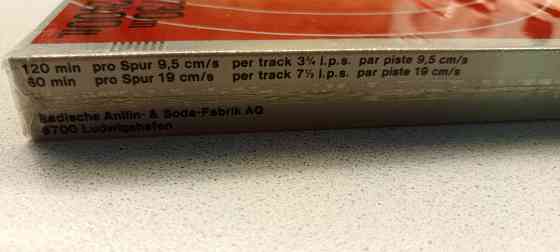 120 min pro Spur 9,5 cm/s per track 3¾ i.p.s. par piste 9,5 cm/s
60 min pro Spur 19 cm/s per track 7½ i.p.s. par piste 19 cm/s
Badische Anilin- & Soda-Fabrik AG
6700 Ludwigshafen